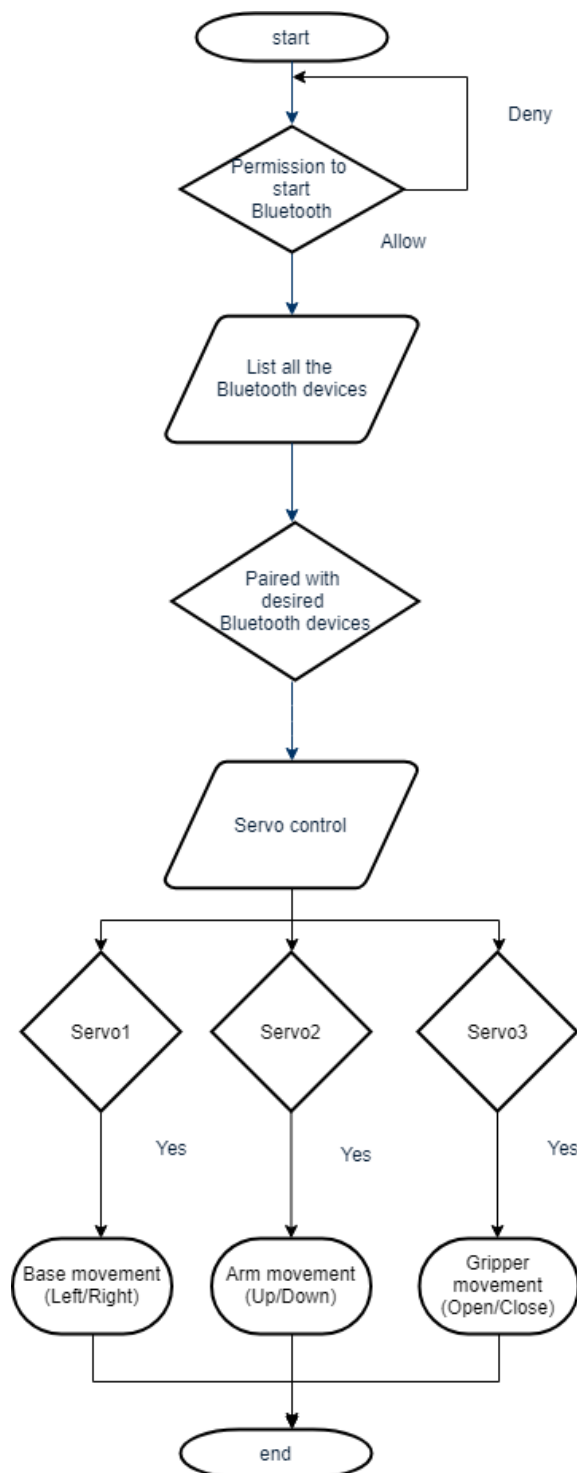 start
Deny
Permission to
start
Bluetooth
Allow
List all the
Bluetooth devices
Paired with
desired
Bluetooth devices
Servo control
Servo1
Servo2
Servo3
Yes
Yes
Yes
Base movement
(Left/Right)
Arm movement
(Up/Down)
Gripper
movement
(Open/Close)
end